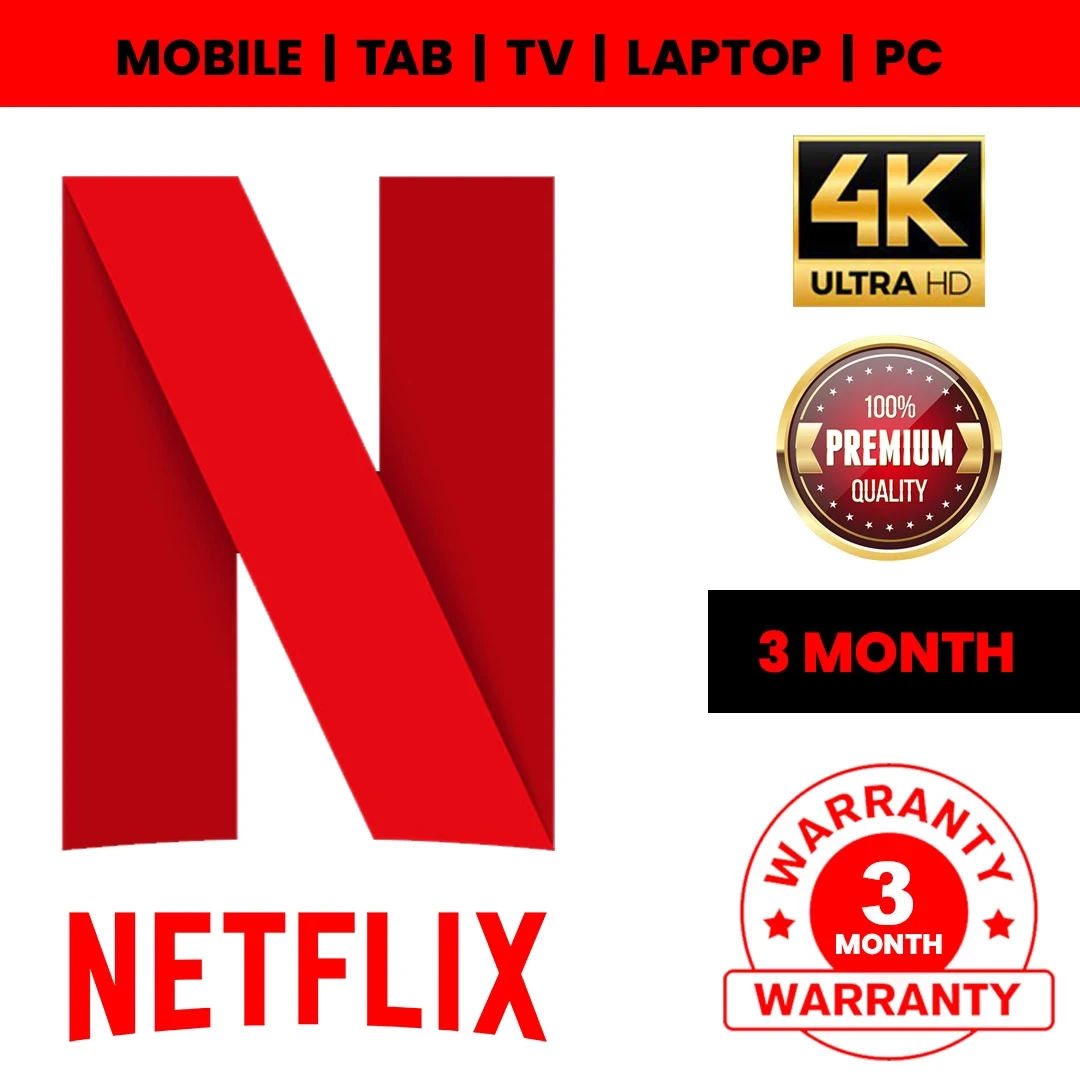 MOBILE | TAB | TV | LAPTOP | PC
4K
ULTRA HD
100%
PREMIUM
QUALITY
3 MONTH
WARRANTY
3
MONTH
WARRANTY
NETFLIX